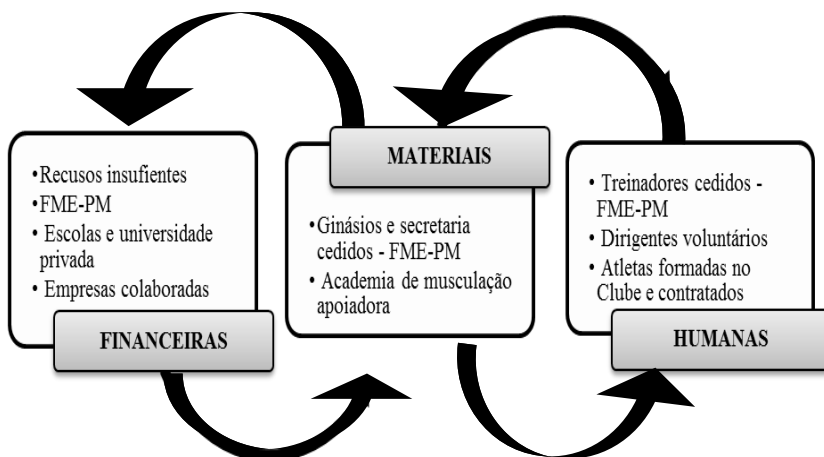 • Recusos insufientes
• FME-PM
• Escolas e universidade
privada
• Empresas colaboradas
FINANCEIRAS
MATERIAIS
• Ginásios e secretaria
cedidos - FME-PM
• Academia de musculação
apoiadora
• Treinadores cedidos -
FME-PM
• Dirigentes voluntários
• Atletas formadas no
Clube e contratados
HUMANAS